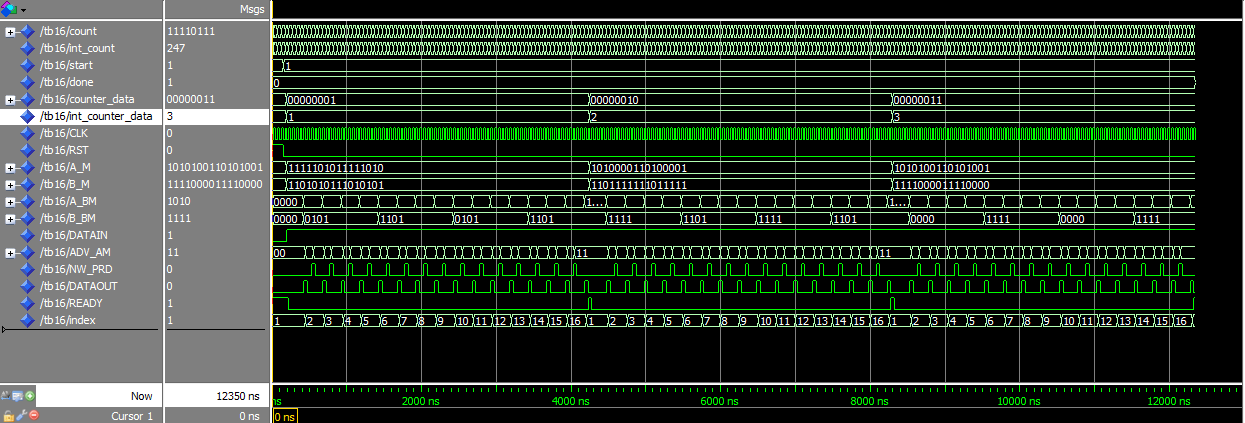 Msgs
/tb16/count 11110111
/tb16/int_count 247
/tb16/start 1 1
/tb16/done 1 0
/tb16/counter_data 00000011 00000001 00000010 00000011
/tb16/int_counter_data 3 1 2 3
/tb16/CLK 0
/tb16/RST 0
/tb16/A_M 1010100110101001 1111101011111010 1010000110100001 1010100110101001
/tb16/B_M 1111000011110000 1101010111010101 1101111111011111 1111000011110000
/tb16/A_BM 1010 0000 1... 1...
/tb16/B_BM 1111 0000 0101 1101 0101 1101 1111 1101 1111 1101 0000 1111 0000 1111
/tb16/DATAIN 1
/tb16/ADV_AM 11 00 11 11
/tb16/NW_PRD 0
/tb16/DATAOUT 0
/tb16/READY 1
/tb16/index 1 1 2 3 4 5 6 7 8 9 10 11 12 13 14 15 16 1 2 3 4 5 6 7 8 9 10 11 12 13 14 15 16 1 2 3 4 5 6 7 8 9 10 11 12 13 14 15 16
Now 12350 ns 2000 ns 4000 ns 6000 ns 8000 ns 10000 ns 12000 ns
Cursor 1 0 ns 0 ns